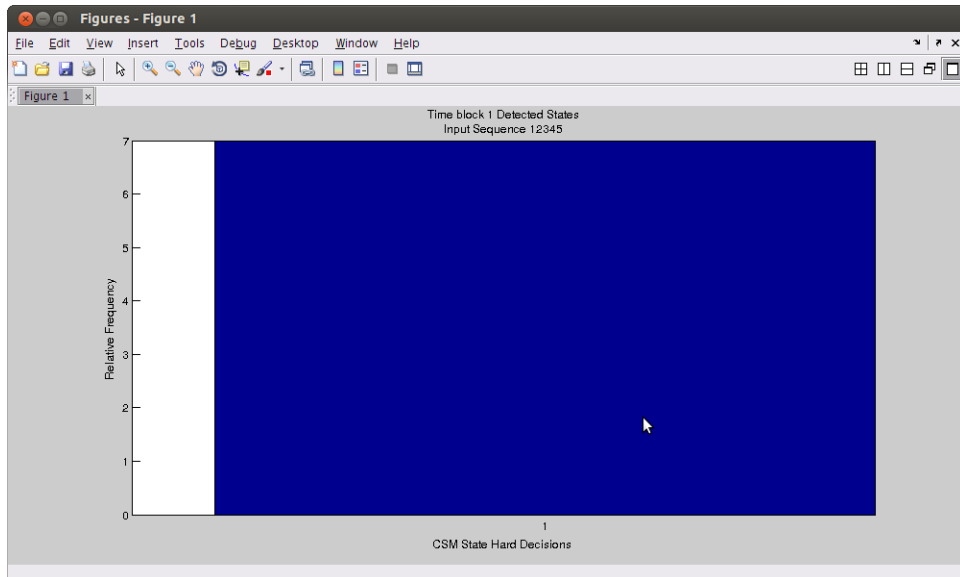 Figures - Figure 1
File Edit View Insert Tools Debug Desktop Window Help
Figure 1
Time block 1 Detected States
Input Sequence 12345
7
6
5
4
3
2
1
0
Relative Frequency
1
CSM State Hard Decisions